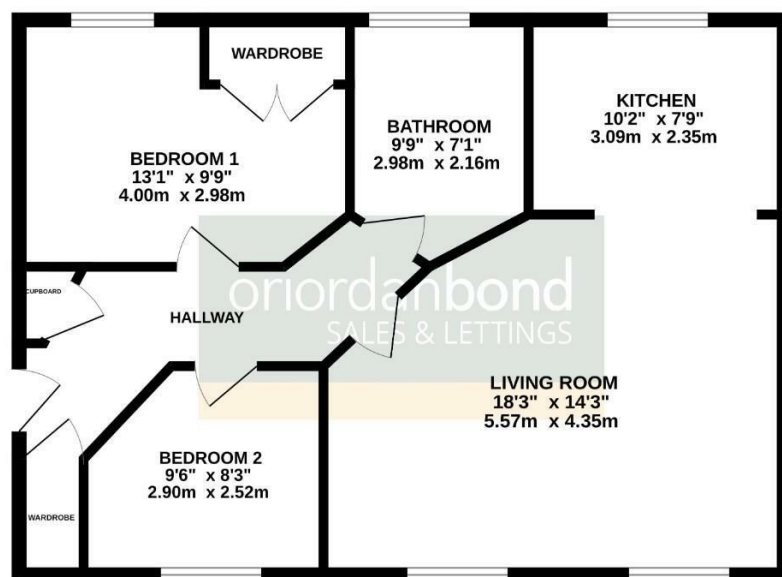 WARDROBE
KITCHEN
10'2" x 7'9"
3.09m x 2.35m
BATHROOM
9'9" x 7'1"
2.98m x 2.16m
BEDROOM 1
13'1" x 9'9"
4.00m x 2.98m
CUPBOARD
oriordanbond
SALES & LETTINGS
HALLWAY
LIVING ROOM
18'3" x 14'3"
5.57m x 4.35m
BEDROOM 2
9'6" x 8'3"
2.90m x 2.52m
WARDROBE